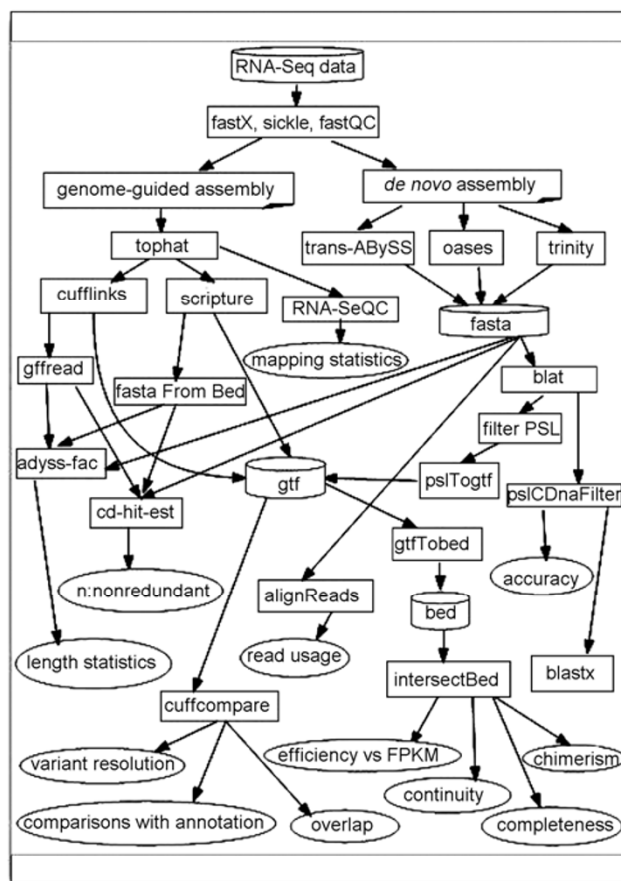 RNA-Seq data
fastX, sickle, fastQC
genome-guided assembly
de novo assembly
tophat
trans-ABySS
oases
trinity
cufflinks
scripture
RNA-SeQC
fasta
mapping statistics
gffread
fasta From Bed
blat
filter PSL
adyss-fac
gtf
pslTogtf
pslCDnaFilter
cd-hit-est
gtfTobed
n:nonredundant
alignReads
bed
accuracy
length statistics
read usage
intersectBed
blastx
cuffcompare
variant resolution
efficiency vs FPKM
chimerism
continuity
comparisons with annotation
overlap
completeness